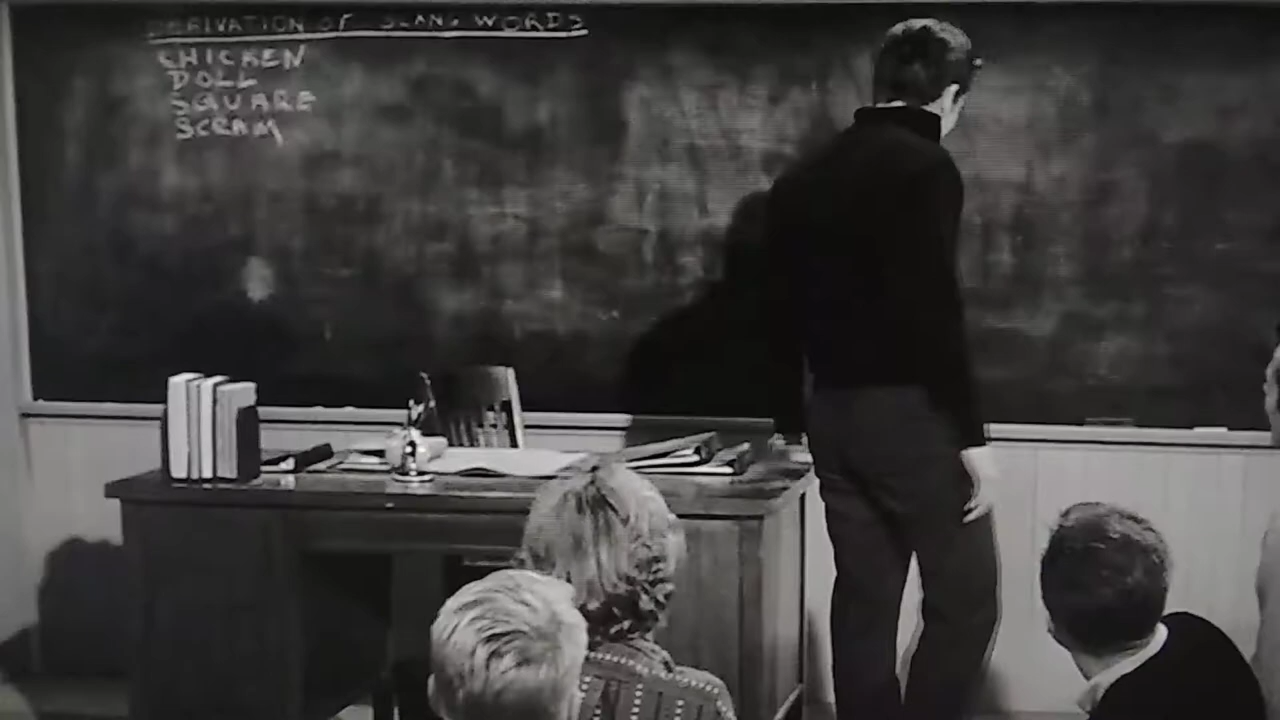 DERIVATION OF SLANG WORDS
CHICKEN
DOLL
SQUARE
SCRAM